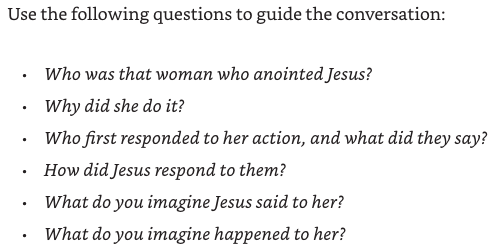 Use the following questions to guide the conversation:
• Who was that woman who anointed Jesus?
• Why did she do it?
• Who first responded to her action, and what did they say?
• How did Jesus respond to them?
• What do you imagine Jesus said to her?
• What do you imagine happened to her?